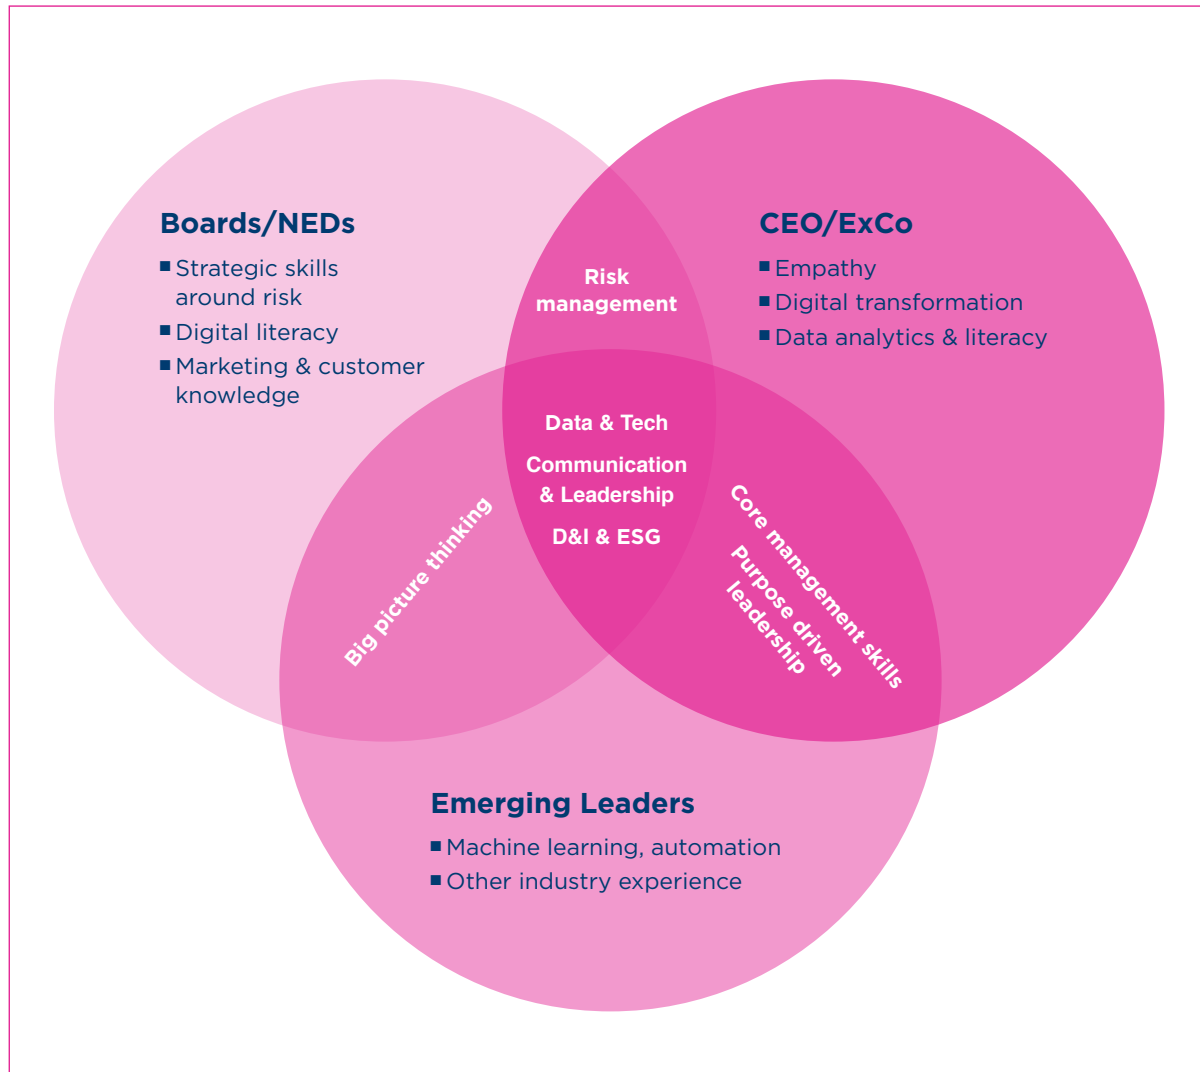 Boards/NEDs
■ Strategic skills
around risk
■ Digital literacy
■ Marketing & customer
knowledge
CEO/ExCo
■ Empathy
■ Digital transformation
■ Data analytics & literacy
Risk
management
Data & Tech
Communication
& Leadership
D&I & ESG
Big picture thinking
Core management skills
Purpose driven
leadership
Emerging Leaders
■ Machine learning, automation
■ Other industry experience